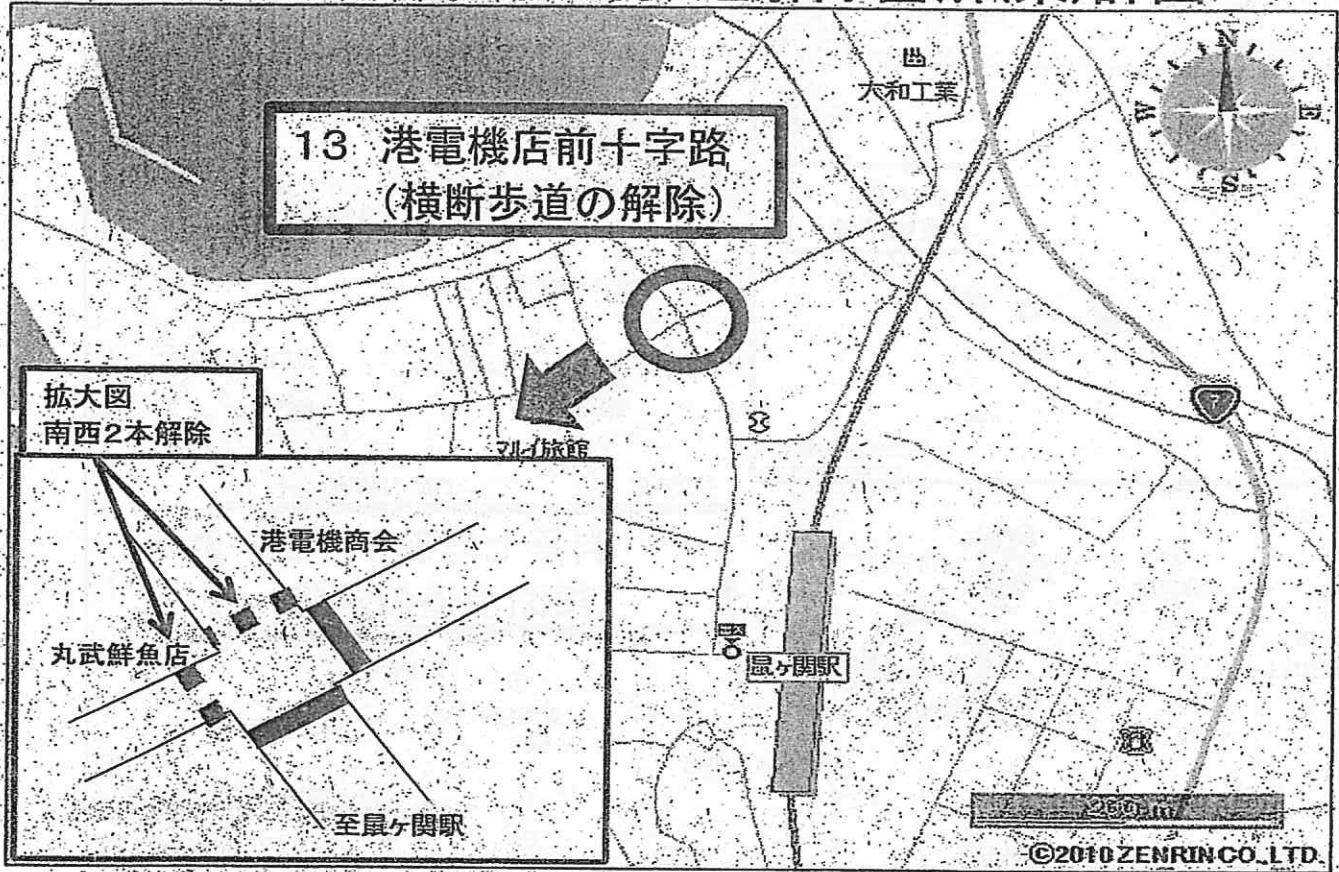 大和工業
N
W
E
S
13 港電機店前十字路
(横断歩道の解除)
拡大図
南西2本解除
マルイ旅館
7
港電機商会
丸武鮮魚店
至鼠ヶ関駅
鼠ヶ関駅
200m
©2010 ZENRIN CO., LTD.